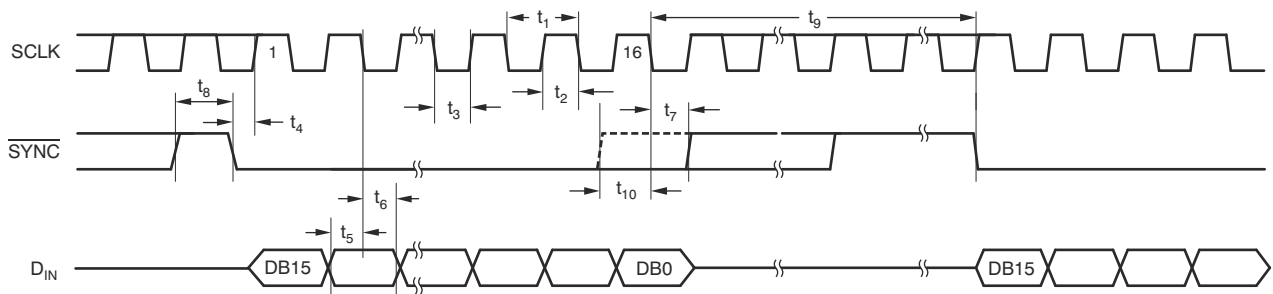 t1 t9
SCLK 1 16
t8 t3 t2 t7
t4
SYNC
t10
t6
t5
DIN DB15 DB0 DB15